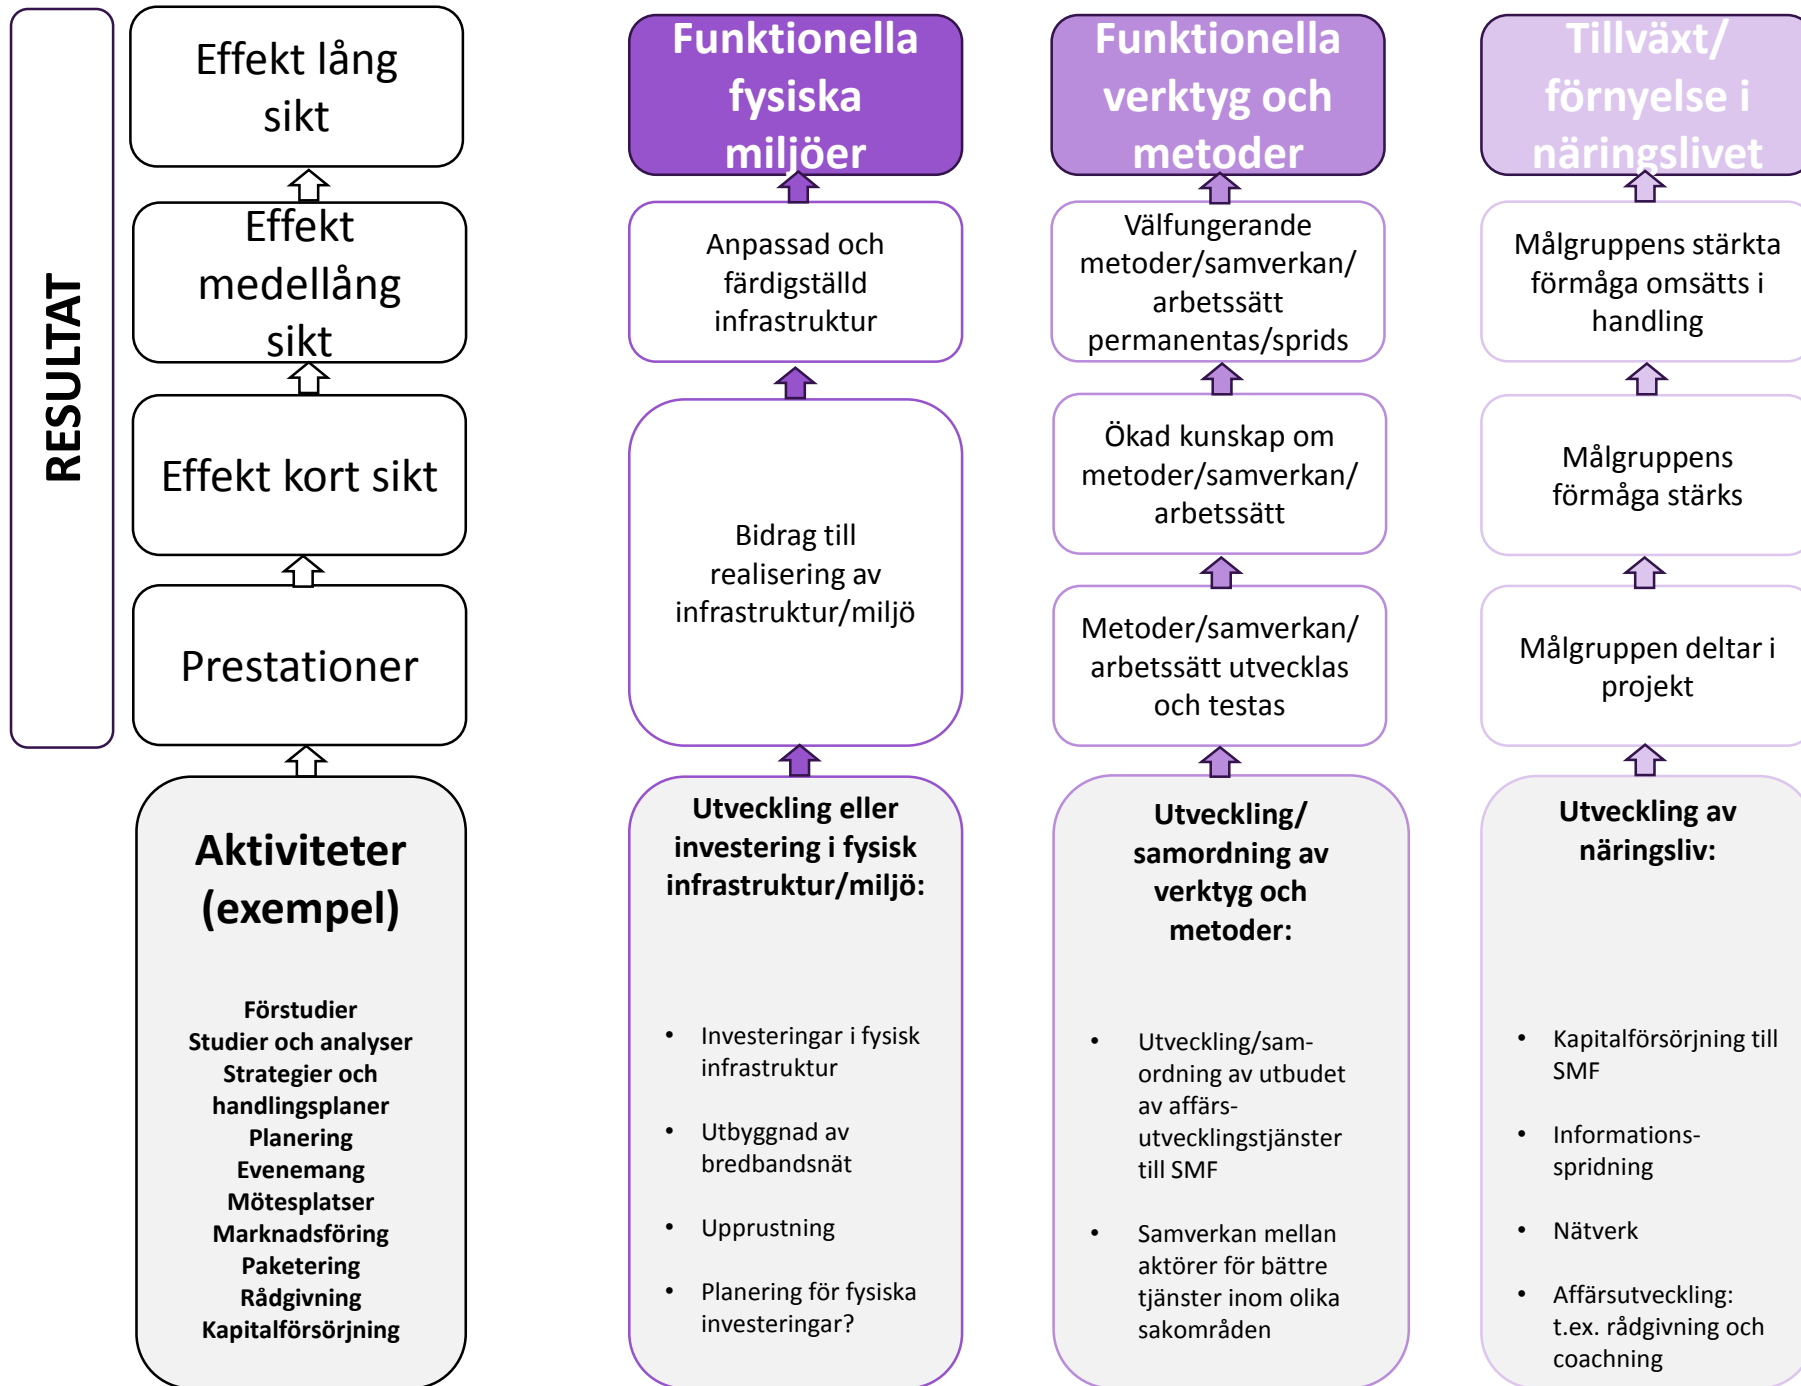 RESULTAT
Effekt lång
sikt
Effekt
medellång
sikt
Effekt kort sikt
Prestationer
Aktiviteter
(exempel)
Förstudier
Studier och analyser
Strategier och
handlingsplaner
Planering
Evenemang
Mötesplatser
Marknadsföring
Paketering
Rådgivning
Kapitalförsörjning
Funktionella
fysiska
miljöer
Anpassad och
färdigställd
infrastruktur
Bidrag till
realisering av
infrastruktur/miljö
Utveckling eller
investering i fysisk
infrastruktur/miljö:
• Investeringar i fysisk
infrastruktur
• Utbyggnad av
bredbandsnät
• Upprustning
• Planering för fysiska
investeringar?
Funktionella
verktyg och
metoder
Välfungerande
metoder/samverkan/
arbetssätt
permanentas/sprids
Ökad kunskap om
metoder/samverkan/
arbetssätt
Metoder/samverkan/
arbetssätt utvecklas
och testas
Utveckling/
samordning av
verktyg och
metoder:
• Utveckling/sam-
ordning av utbudet
av affärs-
utvecklingstjänster
till SMF
• Samverkan mellan
aktörer för bättre
tjänster inom olika
sakområden
Tillväxt/
förnyelse i
näringslivet
Målgruppens stärkta
förmåga omsätts i
handling
Målgruppens
förmåga stärks
Målgruppen deltar i
projekt
Utveckling av
näringsliv:
• Kapitalförsörjning till
SMF
• Informations-
spridning
• Nätverk
• Affärsutveckling:
t.ex. rådgivning och
coachning